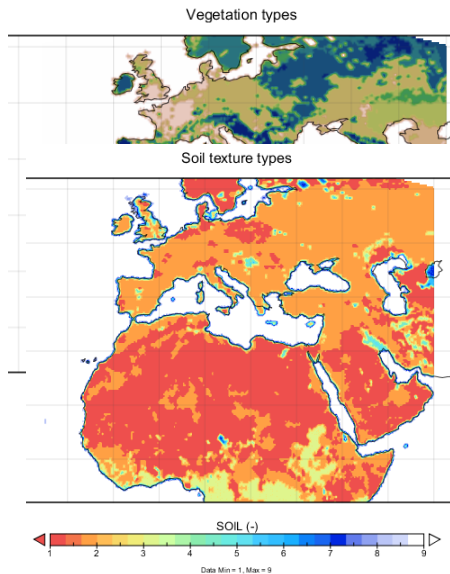 Vegetation types
Soil texture types
SOIL (-)
1 2 3 4 5 6 7 8 9
Data Min = 1, Max = 9